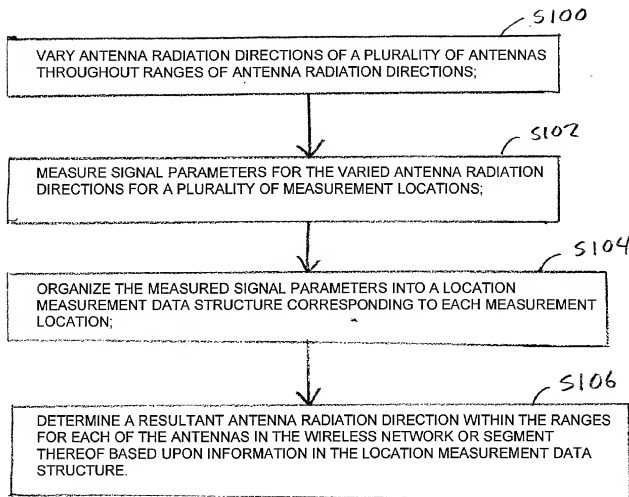 S100
VARY ANTENNA RADIATION DIRECTIONS OF A PLURALITY OF ANTENNAS
THROUGHOUT RANGES OF ANTENNA RADIATION DIRECTIONS;
S102
MEASURE SIGNAL PARAMETERS FOR THE VARIED ANTENNA RADIATION
DIRECTIONS FOR A PLURALITY OF MEASUREMENT LOCATIONS;
S104
ORGANIZE THE MEASURED SIGNAL PARAMETERS INTO A LOCATION
MEASUREMENT DATA STRUCTURE CORRESPONDING TO EACH MEASUREMENT
LOCATION;
S106
DETERMINE A RESULTANT ANTENNA RADIATION DIRECTION WITHIN THE RANGES
FOR EACH OF THE ANTENNAS IN THE WIRELESS NETWORK OR SEGMENT
THEREOF BASED UPON INFORMATION IN THE LOCATION MEASUREMENT DATA
STRUCTURE.